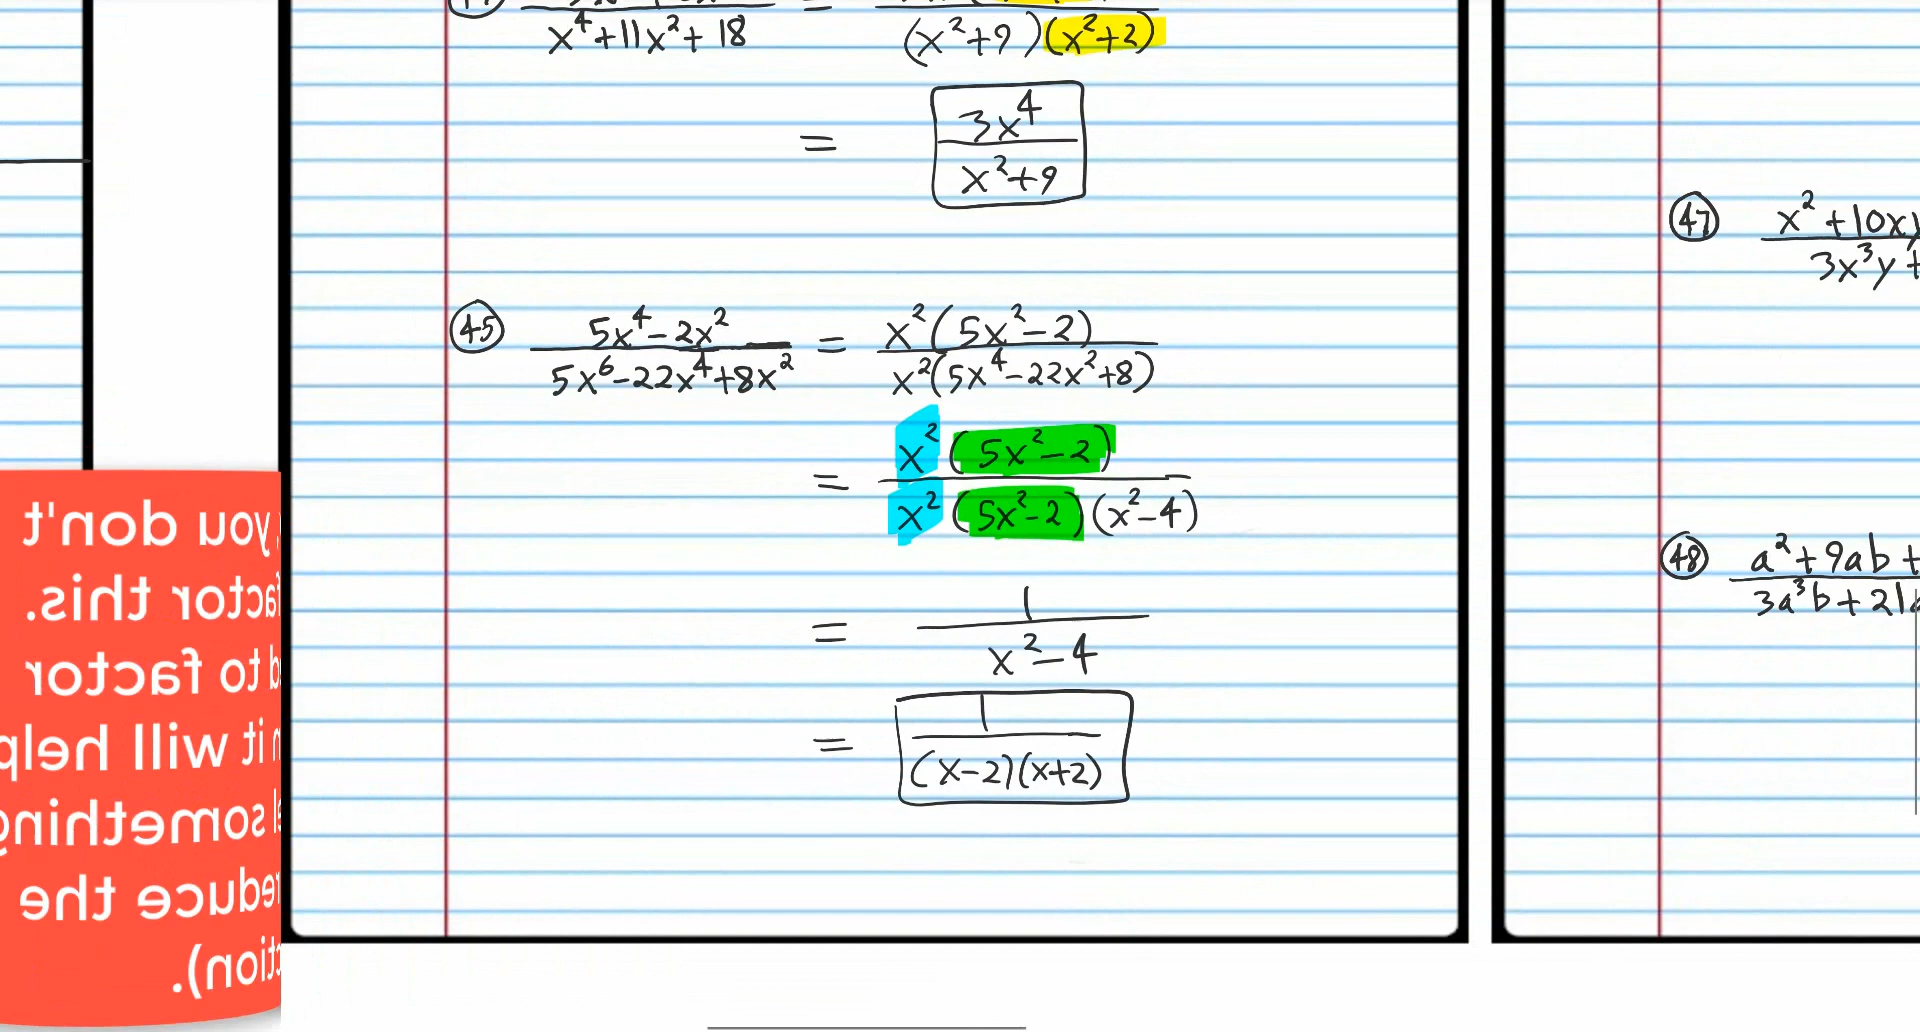 x⁴+11x²+18 (x²+9)(x²+2)
= 3x⁴
x²+9
45 5x⁴-2x² = x²(5x²-2)
5x⁶-22x⁴+8x² x²(5x⁴-22x²+8)
= x²(5x²-2)
x²(5x²-2)(x²-4)
= 1
x²-4
= 1
(x-2)(x+2)
47 x²+10xy
3x³y+
48 a²+9ab+
3a³b+21
you don't
factor this.
to factor
it will help
something
reduce the
ction).